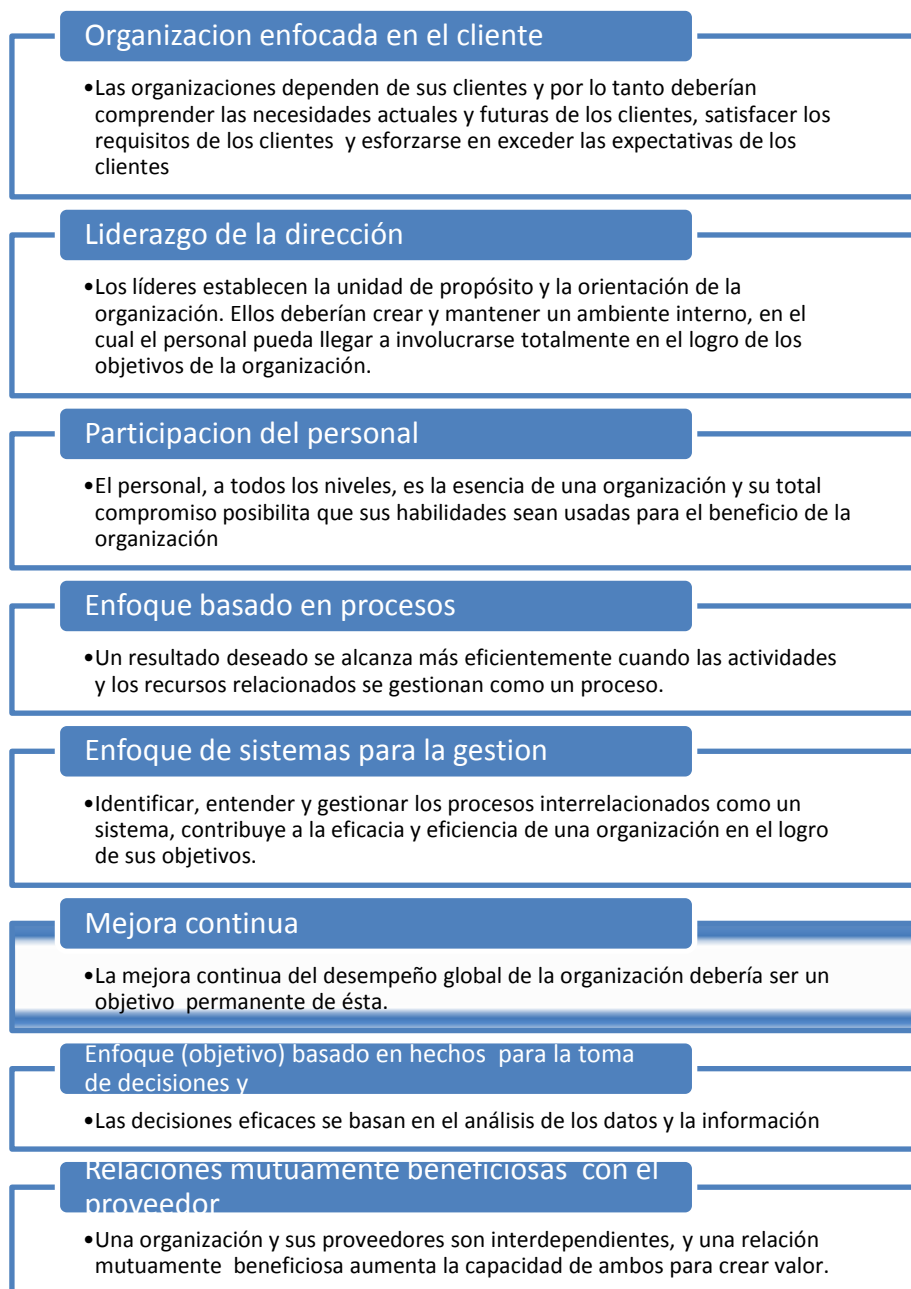 Organizacion enfocada en el cliente
•Las organizaciones dependen de sus clientes y por lo tanto deberían
comprender las necesidades actuales y futuras de los clientes, satisfacer los
requisitos de los clientes y esforzarse en exceder las expectativas de los
clientes
Liderazgo de la dirección
•Los líderes establecen la unidad de propósito y la orientación de la
organización. Ellos deberían crear y mantener un ambiente interno, en el
cual el personal pueda llegar a involucrarse totalmente en el logro de los
objetivos de la organización.
Participacion del personal
•El personal, a todos los niveles, es la esencia de una organización y su total
compromiso posibilita que sus habilidades sean usadas para el beneficio de la
organización
Enfoque basado en procesos
•Un resultado deseado se alcanza más eficientemente cuando las actividades
y los recursos relacionados se gestionan como un proceso.
Enfoque de sistemas para la gestion
•Identificar, entender y gestionar los procesos interrelacionados como un
sistema, contribuye a la eficacia y eficiencia de una organización en el logro
de sus objetivos.
Mejora continua
•La mejora continua del desempeño global de la organización debería ser un
objetivo permanente de ésta.
Enfoque (objetivo) basado en hechos para la toma
de decisiones y
•Las decisiones eficaces se basan en el análisis de los datos y la información
Relaciones mutuamente beneficiosas con el
proveedor
•Una organización y sus proveedores son interdependientes, y una relación
mutuamente beneficiosa aumenta la capacidad de ambos para crear valor.